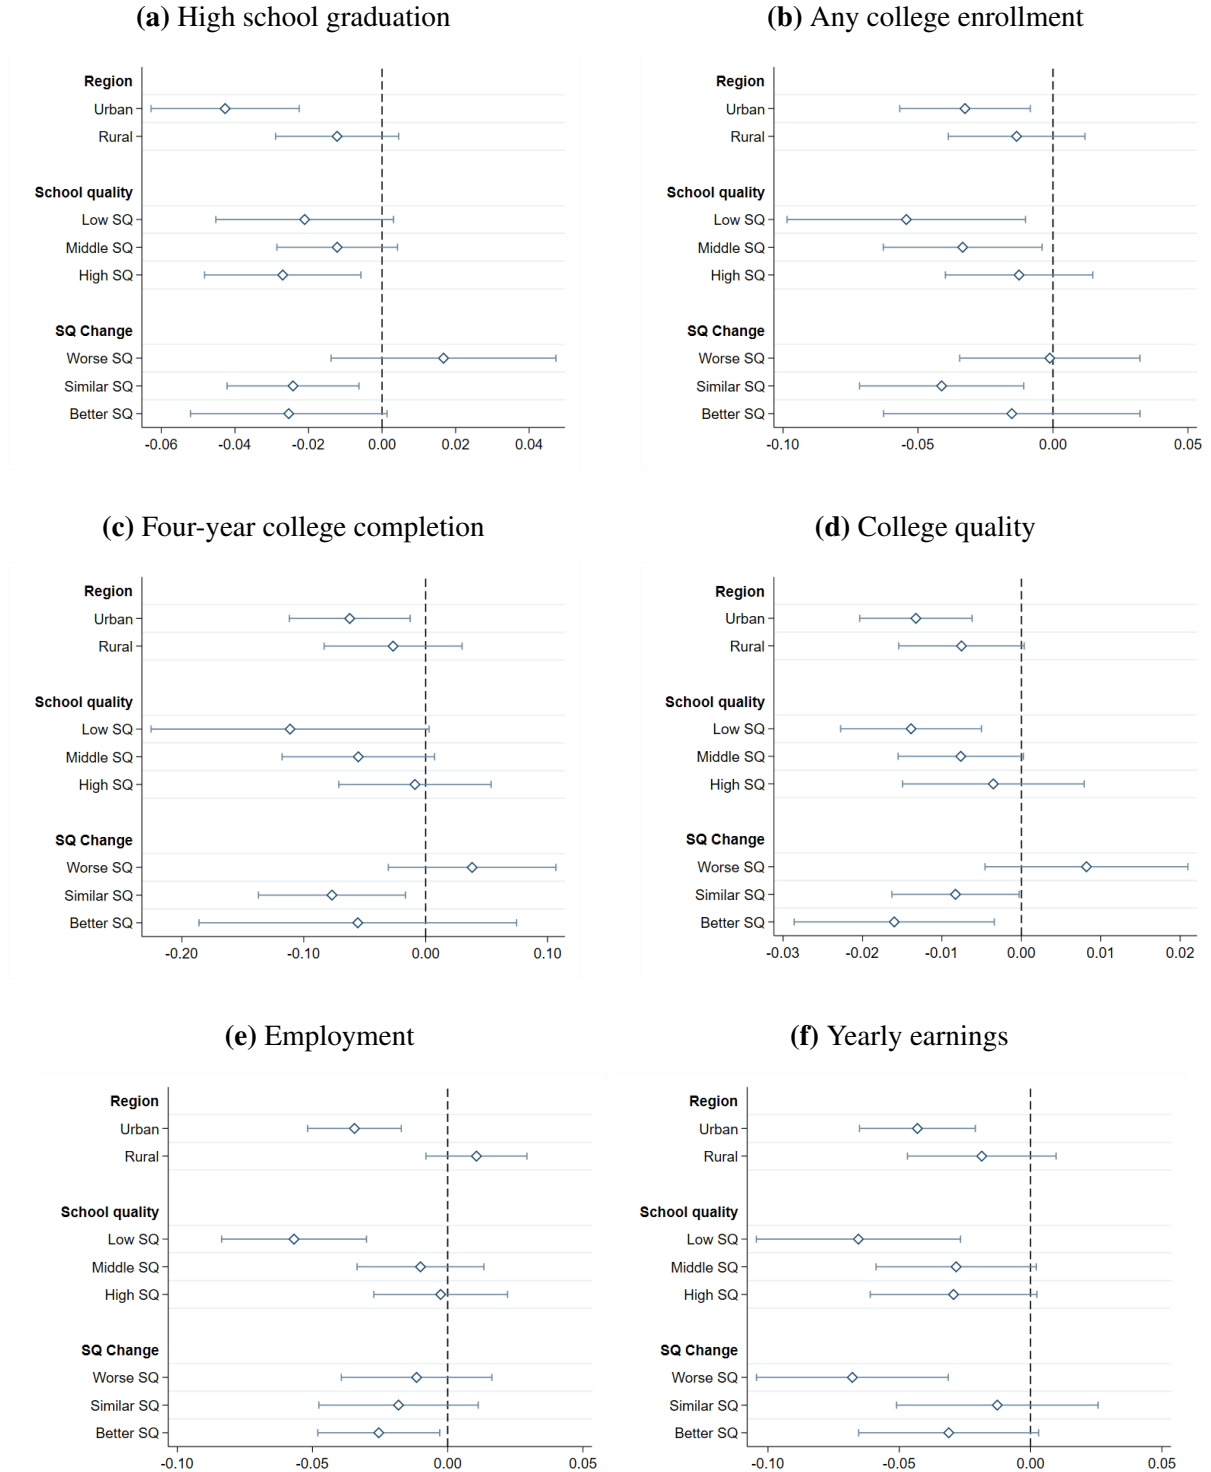 (a) High school graduation
Region
Urban
Rural
School quality
Low SQ
Middle SQ
High SQ
SQ Change
Worse SQ
Similar SQ
Better SQ
-0.06 -0.04 -0.02 0.00 0.02 0.04
(b) Any college enrollment
Region
Urban
Rural
School quality
Low SQ
Middle SQ
High SQ
SQ Change
Worse SQ
Similar SQ
Better SQ
-0.10 -0.05 0.00 0.05
(c) Four-year college completion
Region
Urban
Rural
School quality
Low SQ
Middle SQ
High SQ
SQ Change
Worse SQ
Similar SQ
Better SQ
-0.20 -0.10 0.00 0.10
(d) College quality
Region
Urban
Rural
School quality
Low SQ
Middle SQ
High SQ
SQ Change
Worse SQ
Similar SQ
Better SQ
-0.03 -0.02 -0.01 0.00 0.01 0.02
(e) Employment
Region
Urban
Rural
School quality
Low SQ
Middle SQ
High SQ
SQ Change
Worse SQ
Similar SQ
Better SQ
-0.10 -0.05 0.00 0.05
(f) Yearly earnings
Region
Urban
Rural
School quality
Low SQ
Middle SQ
High SQ
SQ Change
Worse SQ
Similar SQ
Better SQ
-0.10 -0.05 0.00 0.05